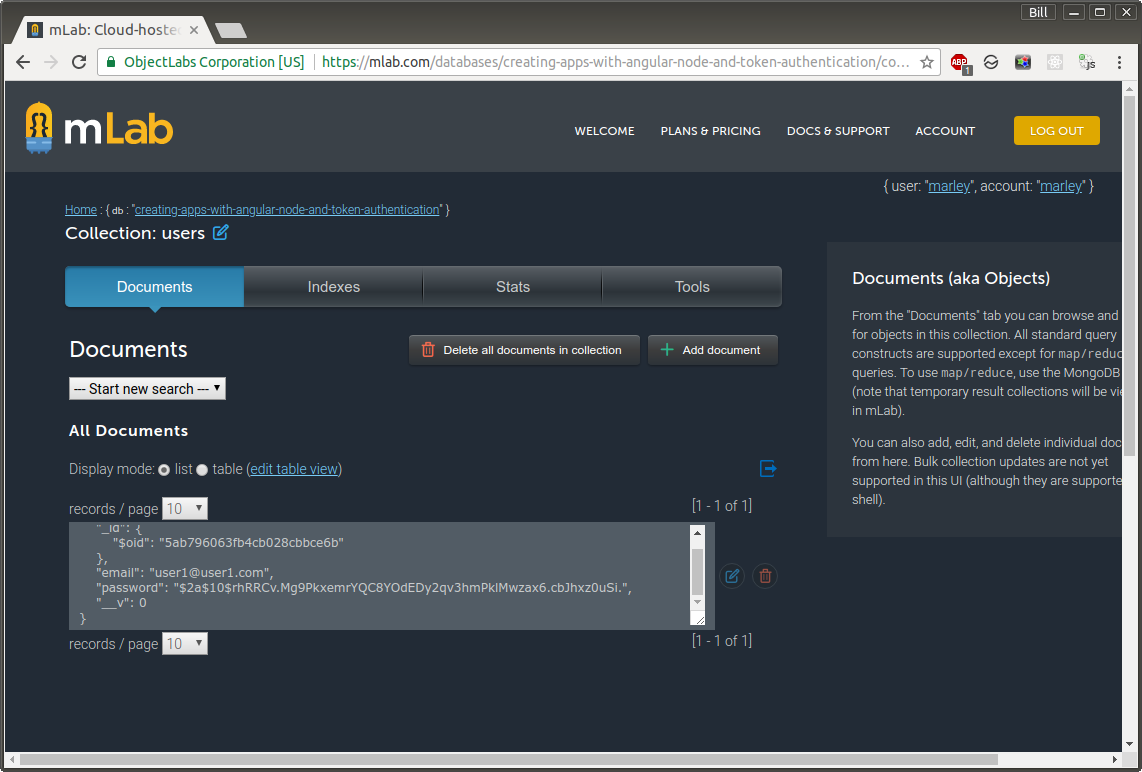 Bill
mLab: Cloud-hoste
ObjectLabs Corporation [US]
https://mlab.com/databases/creating-apps-with-angular-node-and-token-authentication/co...
ABP
1
js
mLab
WELCOME
PLANS & PRICING
DOCS & SUPPORT
ACCOUNT
LOG OUT
{ user: "marley", account: "marley" }
Home : { db : "creating-apps-with-angular-node-and-token-authentication" }
Collection: users
Documents
Indexes
Stats
Tools
Documents
Delete all documents in collection
Add document
--- Start new search ---
All Documents
Display mode: list table (edit table view)
records / page 10
[1 - 1 of 1]
"_id": {
"$oid": "5ab796063fb4cb028cbbce6b"
},
"email": "user1@user1.com",
"password": "$2a$10$rhRRCv.Mg9PkxemrYQC8YOdEDy2qv3hmPklMwzax6.cbJhxz0uSi.",
"__v": 0
}
records / page 10
[1 - 1 of 1]
Documents (aka Objects)
From the "Documents" tab you can browse and
for objects in this collection. All standard query
constructs are supported except for map/reduc
queries. To use map/reduce, use the MongoDB
(note that temporary result collections will be vie
in mLab).
You can also add, edit, and delete individual doc
from here. Bulk collection updates are not yet
supported in this UI (although they are supporte
shell).